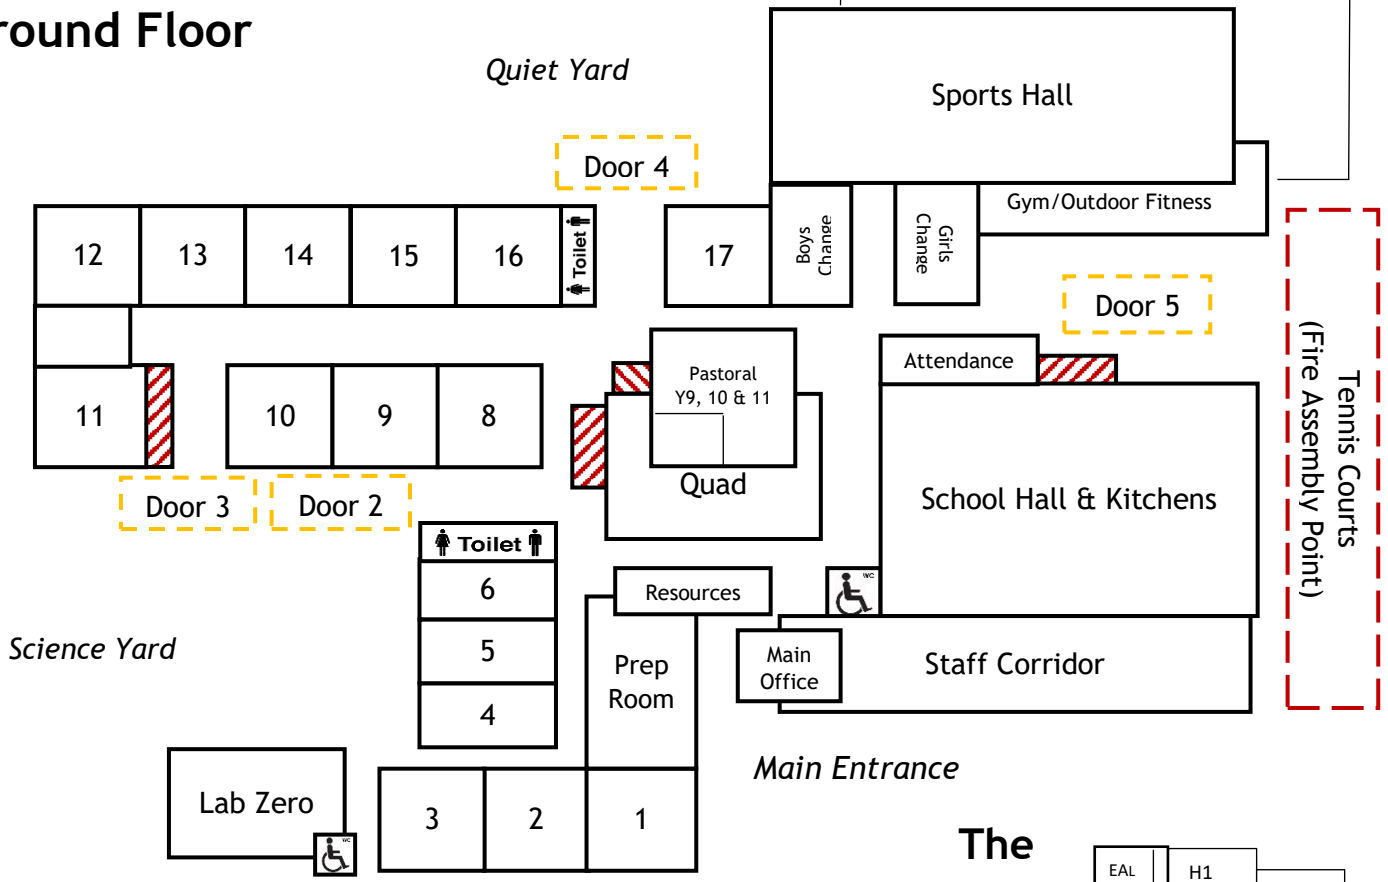 round Floor
Quiet Yard
Sports Hall
Door 4
Gym/Outdoor Fitness
12
13
14
15
16
Toilet
17
Boys
Change
Girls
Change
Door 5
Attendance
Pastoral
Y9, 10 & 11
11
10
9
8
Quad
School Hall & Kitchens
Tennis Courts
(Fire Assembly Point)
Door 3
Door 2
Toilet
6
5
4
Resources
WC
Prep
Room
Main
Office
Staff Corridor
Science Yard
Main Entrance
Lab Zero
WC
3
2
1
The
EAL
H1